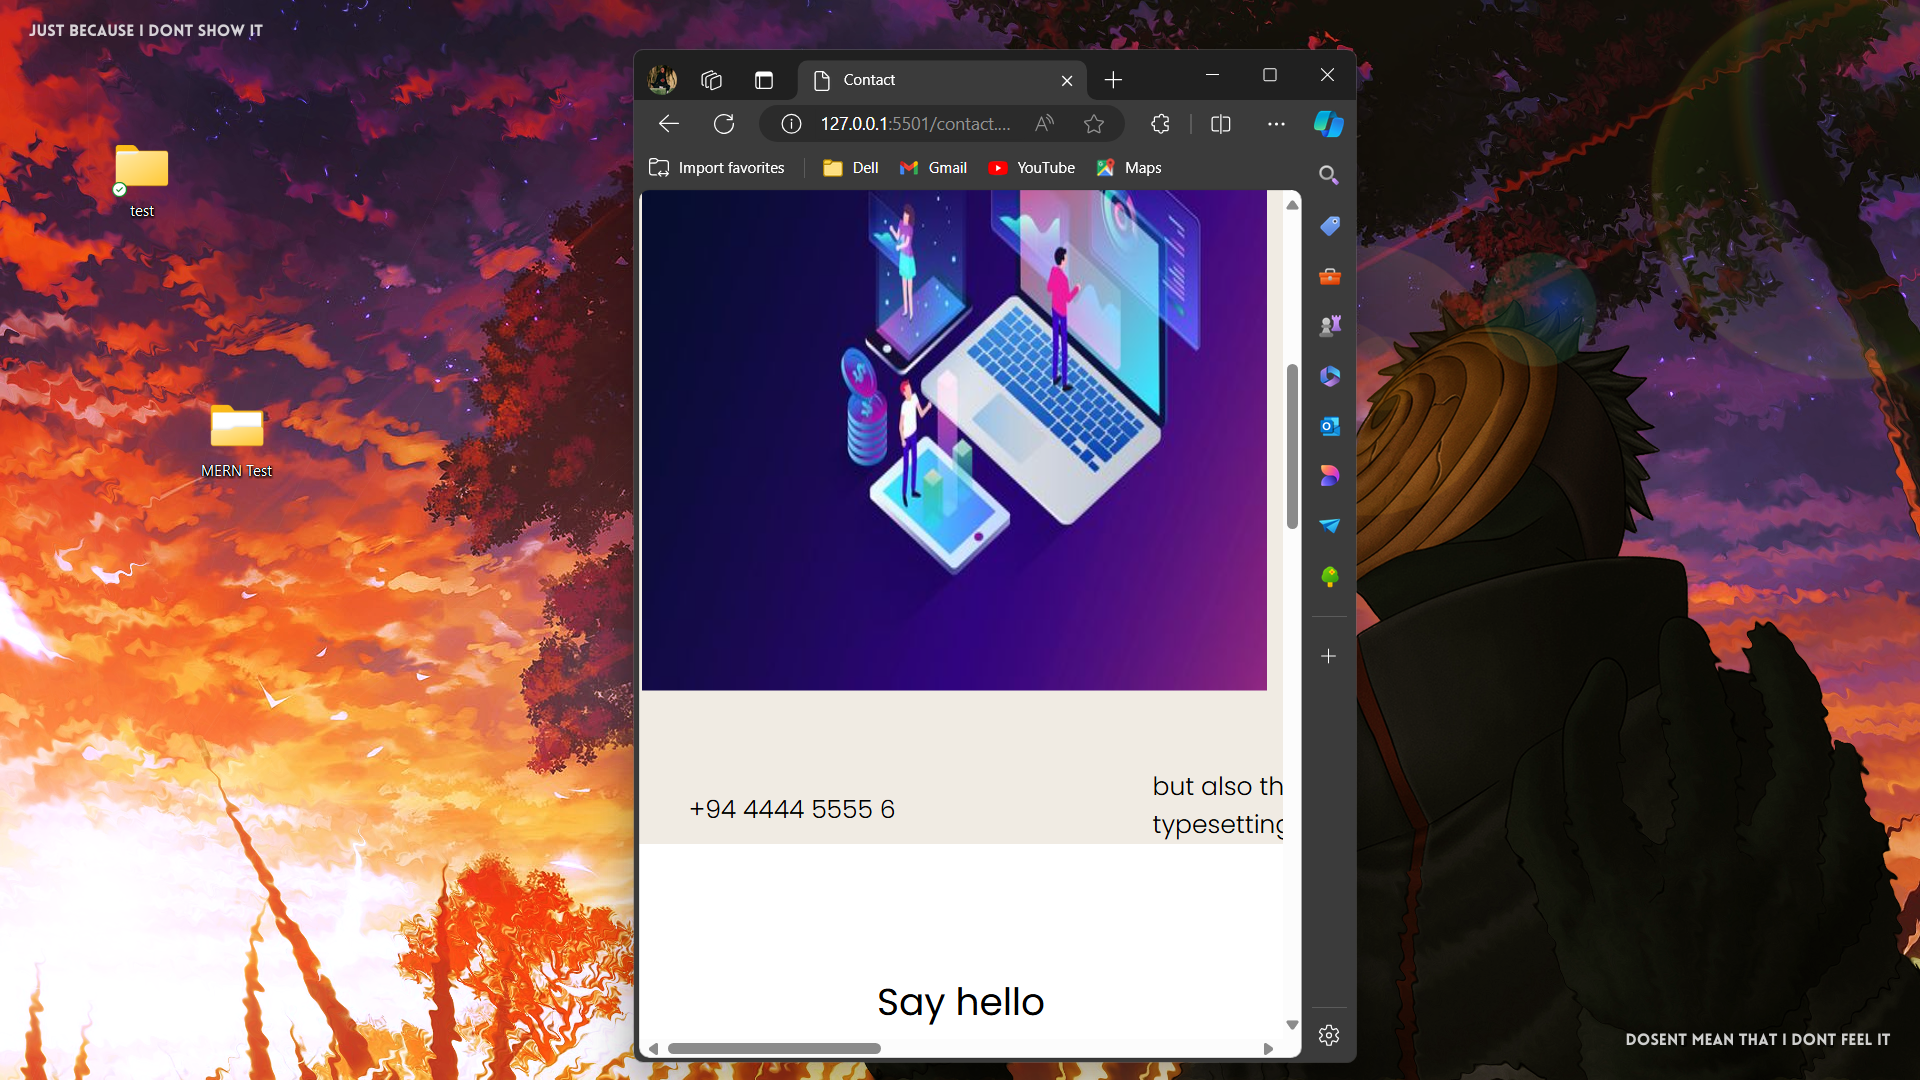 JUST BECAUSE I DONT SHOW IT
Contact
127.0.0.1:5501/contact....
Import favorites
Dell
Gmail
YouTube
Maps
test
MERN Test
but also th
+94 4444 5555 6
typesetting
Say hello
DOSENT MEAN THAT I DONT FEEL IT